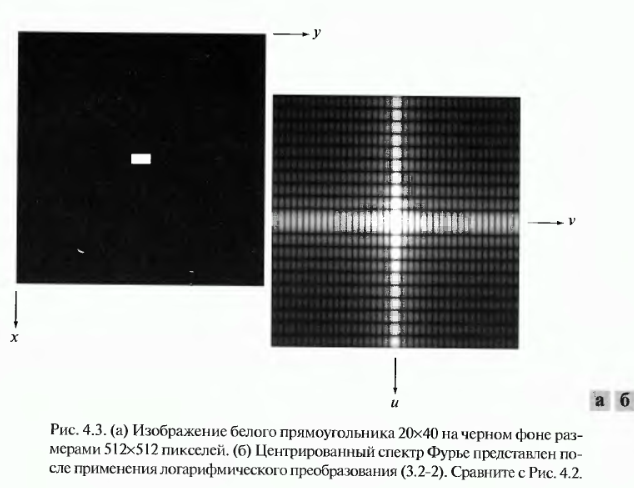 y
v
x
u
а б
Рис. 4.3. (а) Изображение белого прямоугольника 20×40 на черном фоне раз-
мерами 512×512 пикселей. (б) Центрированный спектр Фурье представлен по-
сле применения логарифмического преобразования (3.2-2). Сравните с Рис. 4.2.